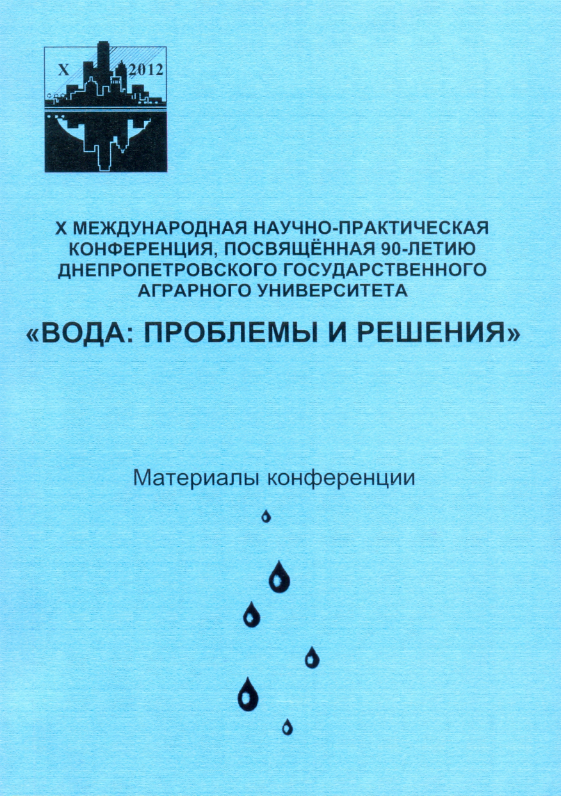 X 2012
X МЕЖДУНАРОДНАЯ НАУЧНО-ПРАКТИЧЕСКАЯ
КОНФЕРЕНЦИЯ, ПОСВЯЩЁННАЯ 90-ЛЕТИЮ
ДНЕПРОПЕТРОВСКОГО ГОСУДАРСТВЕННОГО
АГРАРНОГО УНИВЕРСИТЕТА
«ВОДА: ПРОБЛЕМЫ И РЕШЕНИЯ»
Материалы конференции